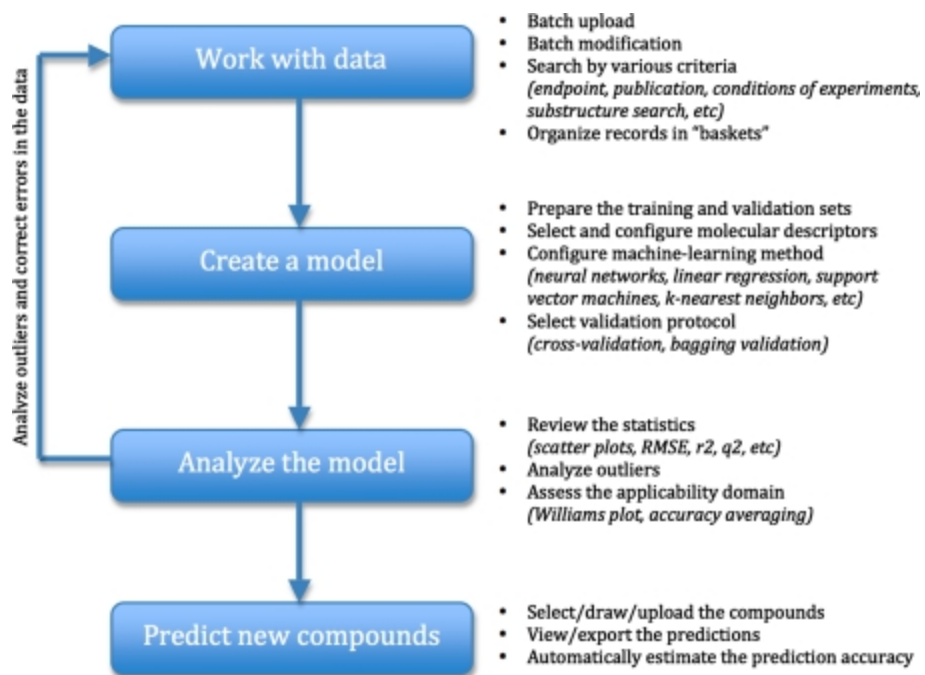 Work with data
• Batch upload
• Batch modification
• Search by various criteria
(endpoint, publication, conditions of experiments,
substructure search, etc)
• Organize records in “baskets”
Analyze outliers and correct errors in the data
Create a model
• Prepare the training and validation sets
• Select and configure molecular descriptors
• Configure machine-learning method
(neural networks, linear regression, support
vector machines, k-nearest neighbors, etc)
• Select validation protocol
(cross-validation, bagging validation)
Analyze the model
• Review the statistics
(scatter plots, RMSE, r2, q2, etc)
• Analyze outliers
• Assess the applicability domain
(Williams plot, accuracy averaging)
Predict new compounds
• Select/draw/upload the compounds
• View/export the predictions
• Automatically estimate the prediction accuracy